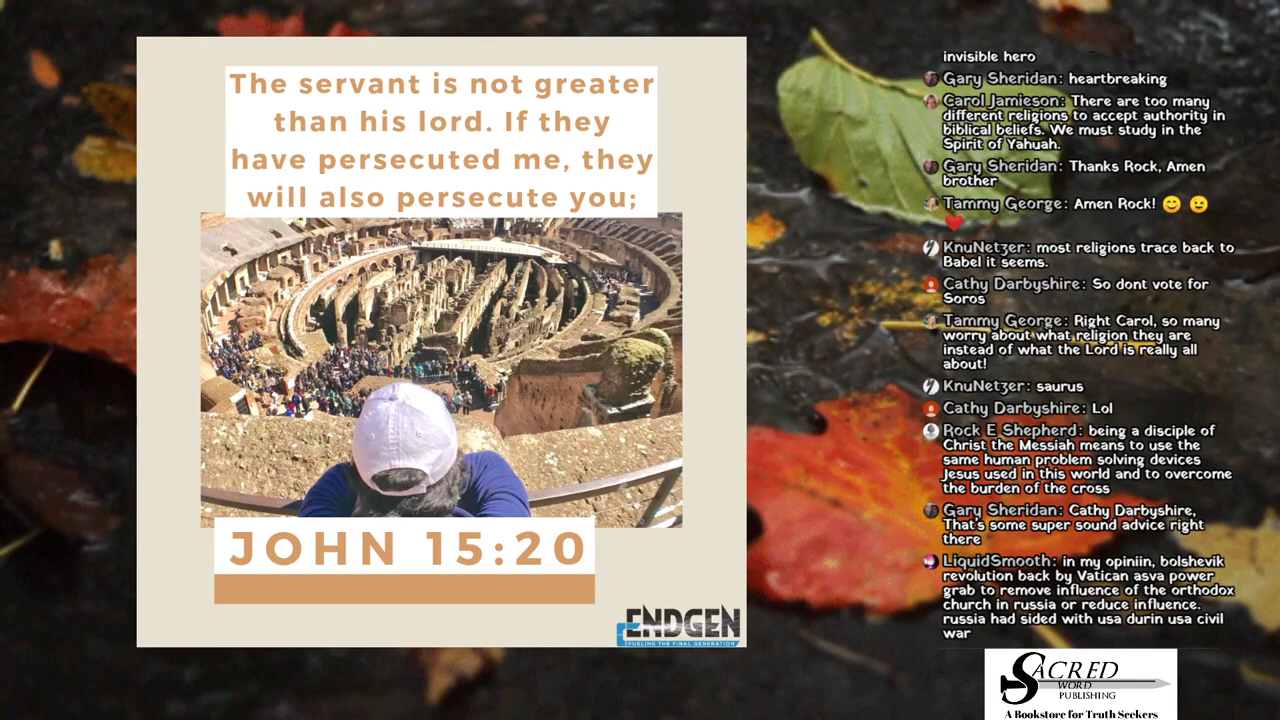 The servant is not greater
than his lord. If they
have persecuted me, they
will also persecute you;
JOHN 15:20
ENDGEN
FUELING THE FINAL GENERATION
invisible hero
Gary Sheridan: heartbreaking
Carol Jamieson: There are too many
different religions to accept authority in
biblical beliefs. We must study in the
Spirit of Yahuah.
Gary Sheridan: Thanks Rock, Amen
brother
Tammy George: Amen Rock! 😊 😉
❤️
KnuNetzer: most religions trace back to
Babel it seems.
Cathy Darbyshire: So dont vote for
Soros
Tammy George: Right Carol, so many
worry about what religion they are
instead of what the Lord is really all
about!
KnuNetzer: saurus
Cathy Darbyshire: Lol
Rock E Shepherd: being a disciple of
Christ the Messiah means to use the
same human problem solving devices
Jesus used in this world and to overcome
the burden of the cross
Gary Sheridan: Cathy Darbyshire,
That's some super sound advice right
there
LiquidSmooth: in my opiniin, bolshevik
revolution back by Vatican asva power
grab to remove influence of the orthodox
church in russia or reduce influence.
russia had sided with usa durin usa civil
war
SACRED
WORD
PUBLISHING
A Bookstore for Truth Seekers